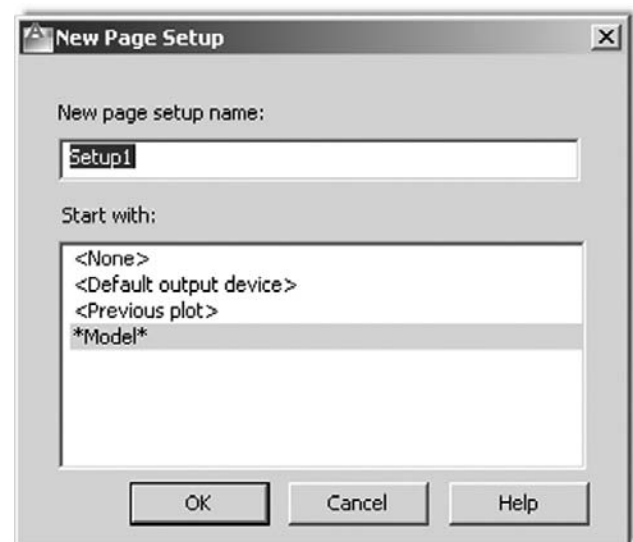 New Page Setup
New page setup name:
Setup1
Start with:
<None>
<Default output device>
<Previous plot>
*Model*
OK Cancel Help